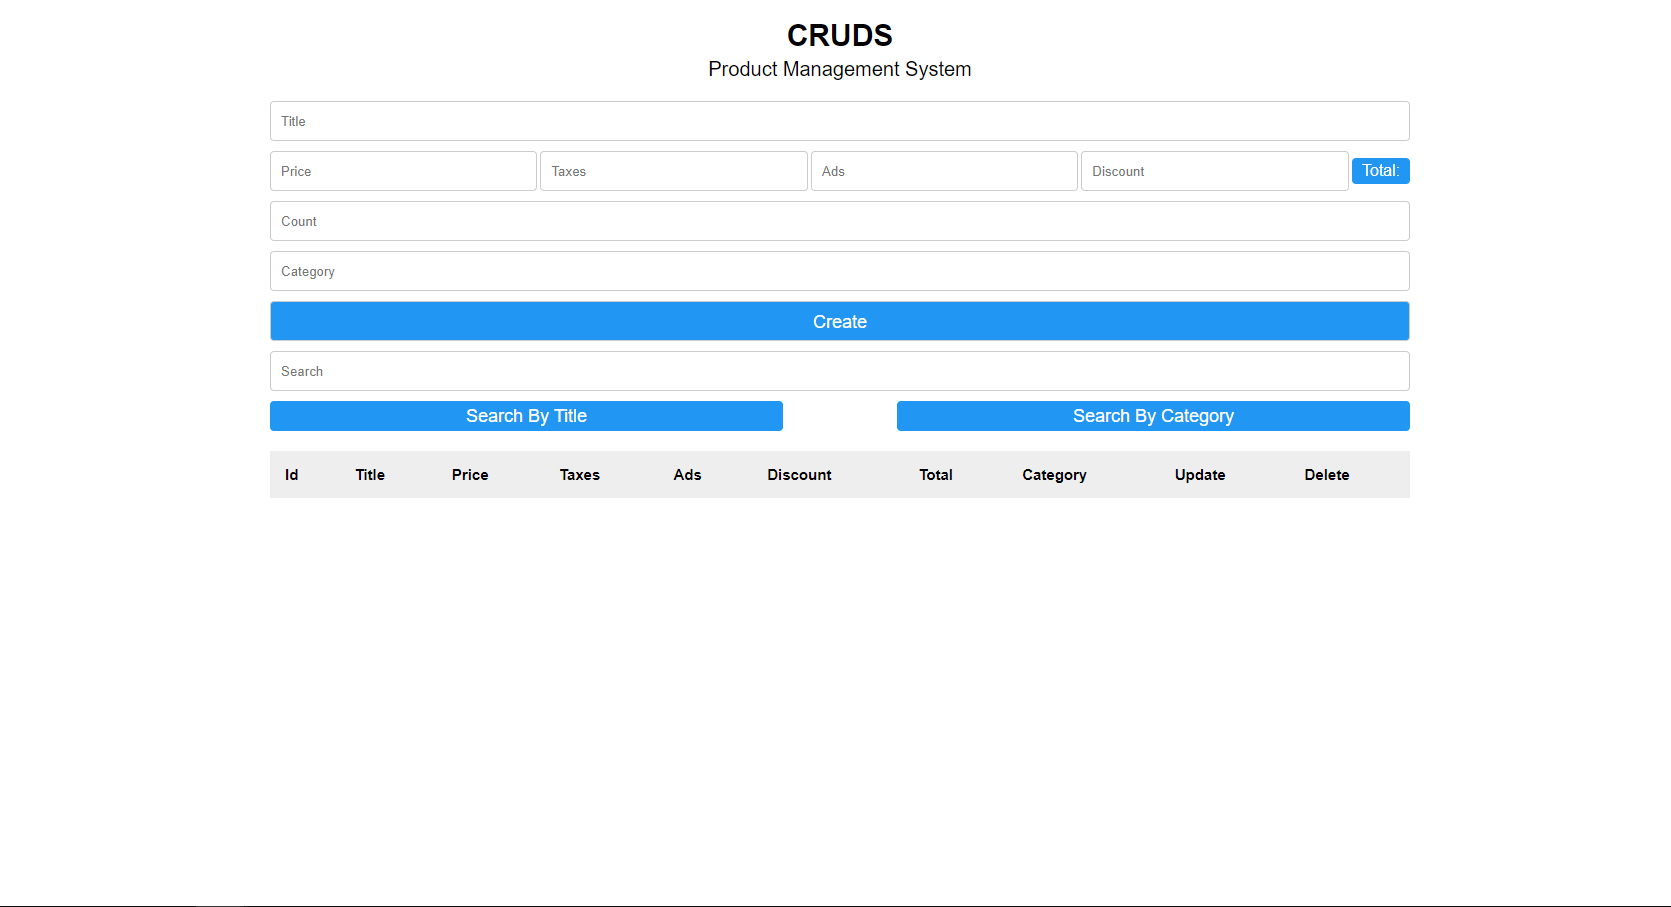 CRUDS
Product Management System
Title
Price Taxes Ads Discount Total:
Count
Category
Create
Search
Search By Title Search By Category
Id Title Price Taxes Ads Discount Total Category Update Delete